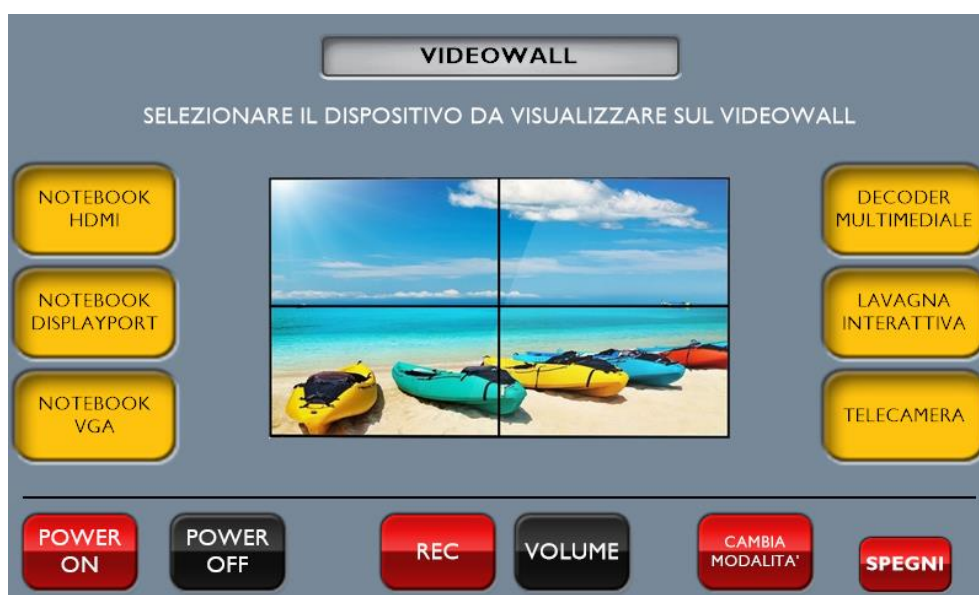 VIDEOWALL
SELEZIONARE IL DISPOSITIVO DA VISUALIZZARE SUL VIDEOWALL
NOTEBOOK
HDMI
NOTEBOOK
DISPLAYPORT
NOTEBOOK
VGA
DECODER
MULTIMEDIALE
LAVAGNA
INTERATTIVA
TELECAMERA
POWER
ON
POWER
OFF
REC
VOLUME
CAMBIA
MODALITA'
SPEGNI